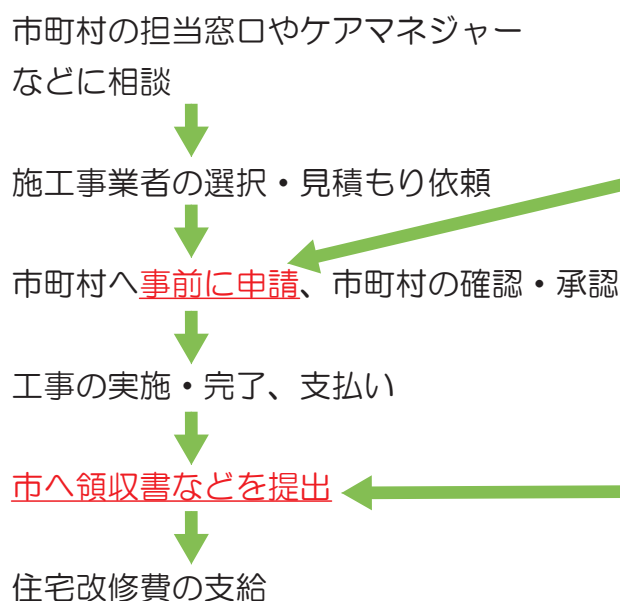 市町村の担当窓口やケアマネジャー
などに相談
施工事業者の選択・見積もり依頼
市町村へ事前に申請、市町村の確認・承認
工事の実施・完了、支払い
市へ領収書などを提出
住宅改修費の支給